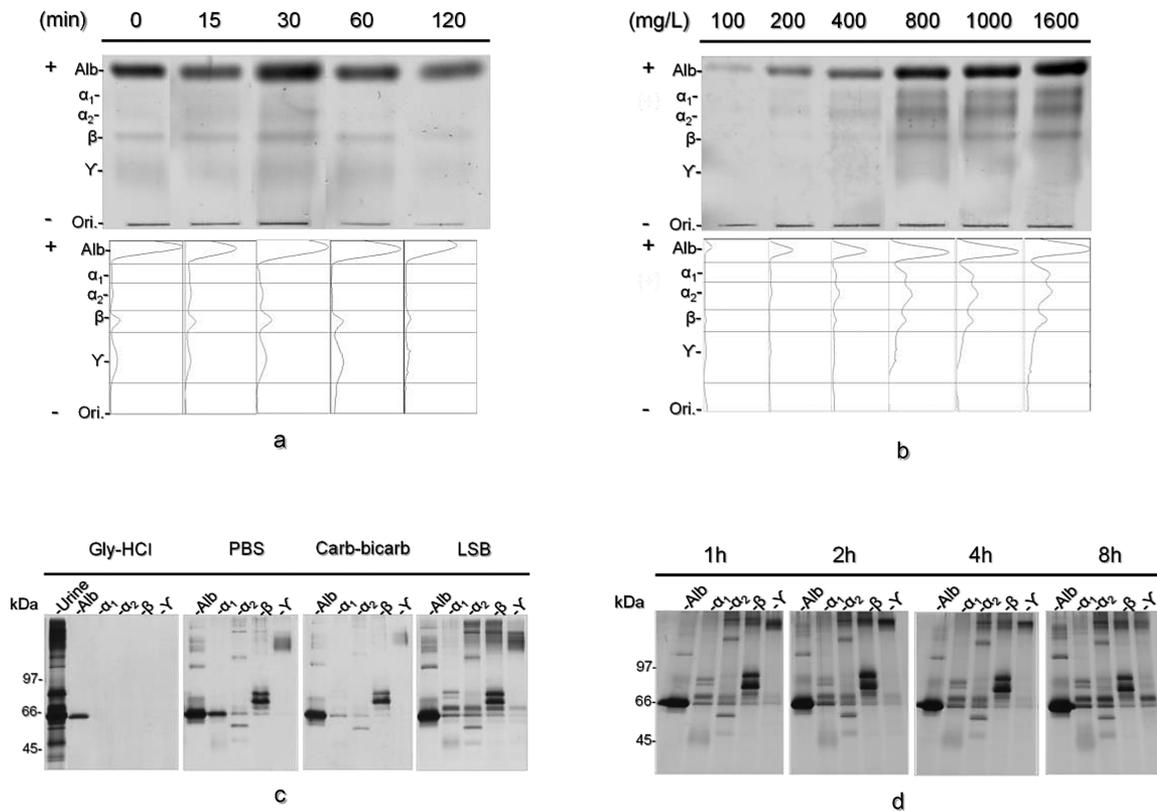 (min) 0 15 30 60 120
+ Alb-
α1-
α2-
β-
ϒ-
- Ori.-
+ Alb-
α1-
α2-
β-
ϒ-
- Ori.-
a
(mg/L) 100 200 400 800 1000 1600
+ Alb-
(+) α1-
α2-
β-
ϒ-
- Ori.-
+ Alb-
(+) α1-
α2-
β-
ϒ-
- Ori.-
b
Gly-HCl PBS Carb-bicarb LSB
kDa -Urine -Alb -α1 -α2 -β -ϒ -Alb -α1 -α2 -β -ϒ -Alb -α1 -α2 -β -ϒ -Alb -α1 -α2 -β -ϒ
97-
66-
45-
c
1h 2h 4h 8h
kDa -Alb -α1 -α2 -β -ϒ -Alb -α1 -α2 -β -ϒ -Alb -α1 -α2 -β -ϒ -Alb -α1 -α2 -β -ϒ
97-
66-
45-
d